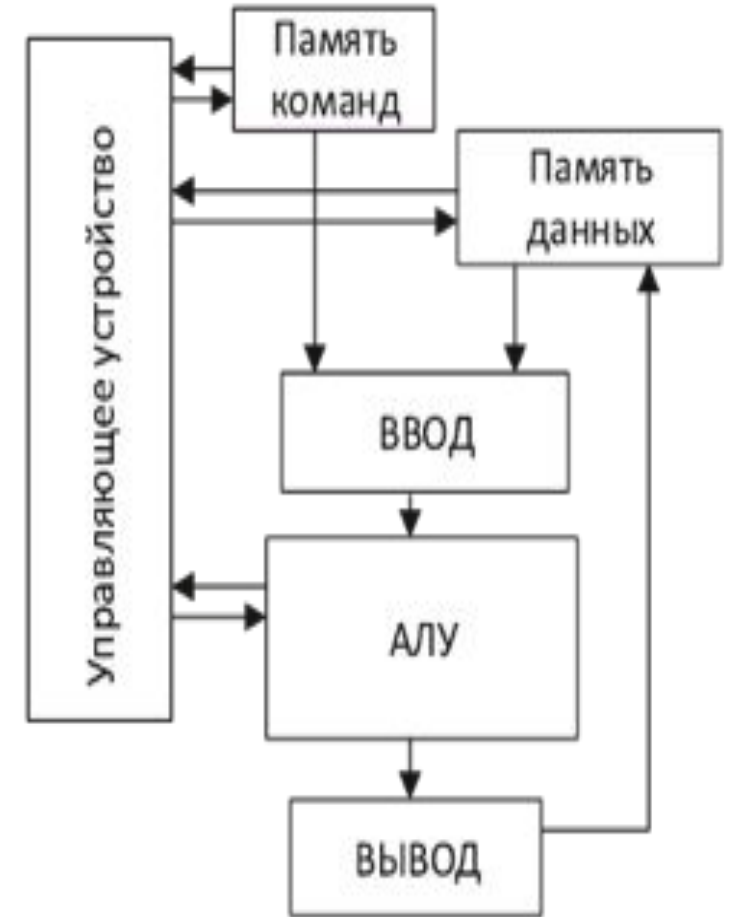 Память
команд
Память
данных
Управляющее устройство
ВВОД
АЛУ
ВЫВОД